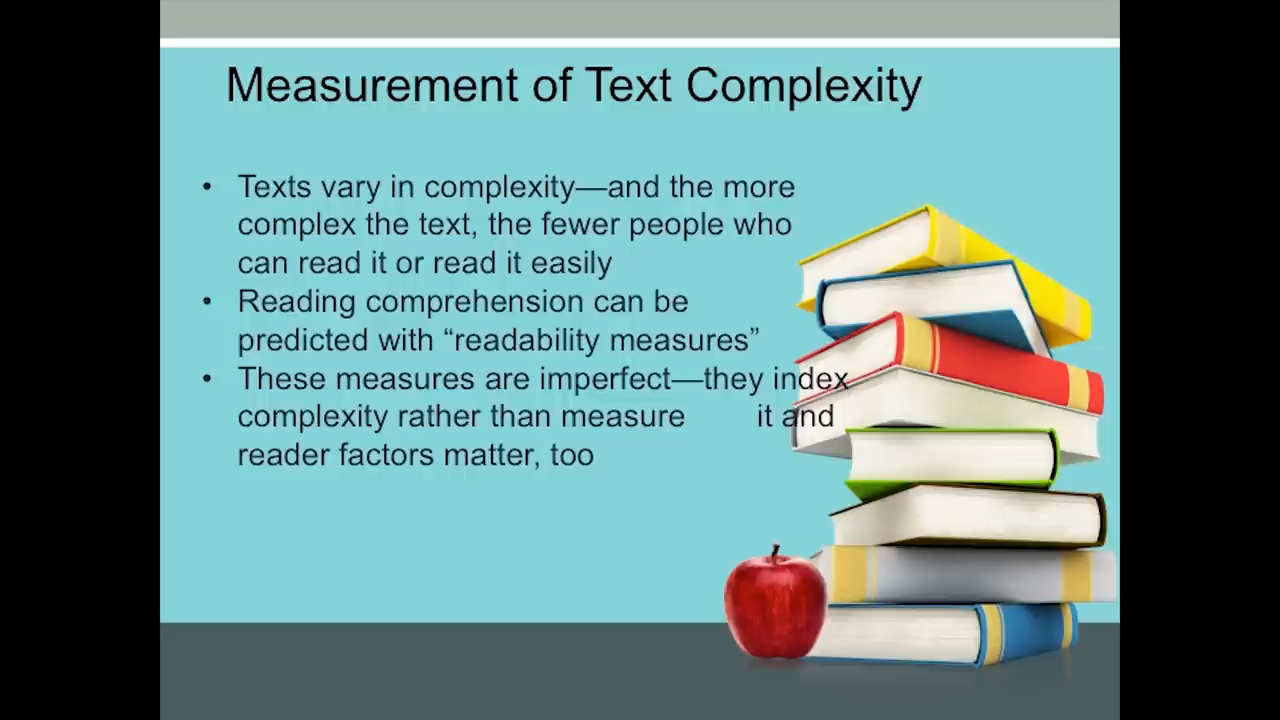 Measurement of Text Complexity
• Texts vary in complexity—and the more
complex the text, the fewer people who
can read it or read it easily
• Reading comprehension can be
predicted with “readability measures”
• These measures are imperfect—they index
complexity rather than measure it and
reader factors matter, too